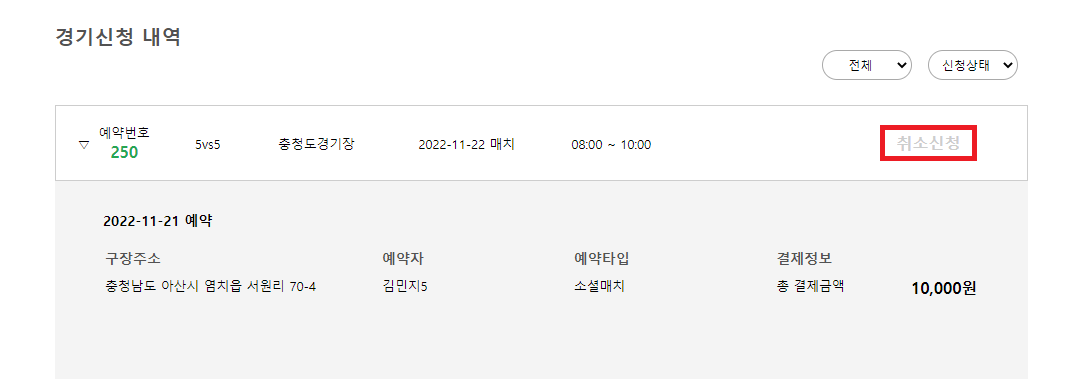 경기신청 내역
전체 신청상태
예약번호
250
5vs5 충청도경기장 2022-11-22 매치 08:00 ~ 10:00 취소신청
2022-11-21 예약
구장주소 예약자 예약타입 결제정보
충청남도 아산시 염치읍 서원리 70-4 김민지5 소셜매치 총 결제금액 10,000원